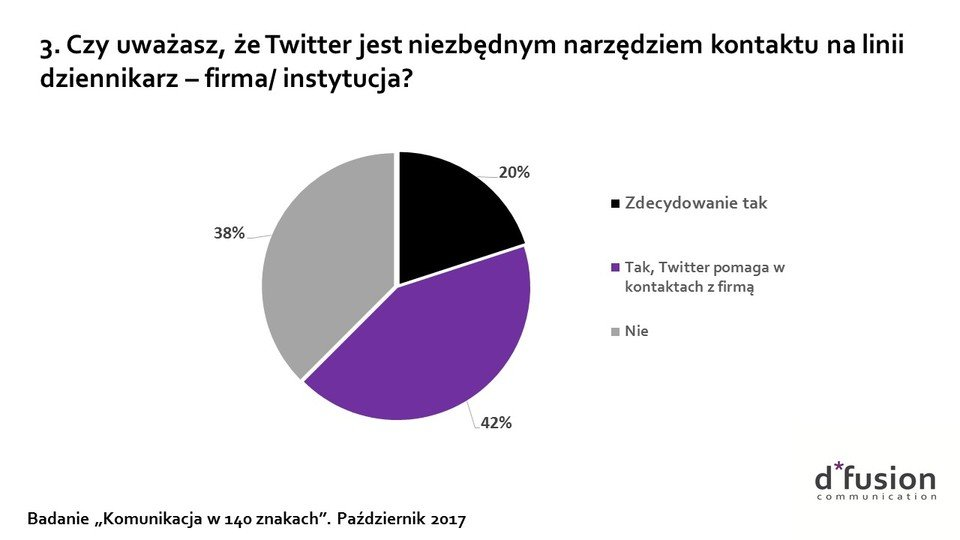 3. Czy uważasz, że Twitter jest niezbędnym narzędziem kontaktu na linii
dziennikarz – firma/ instytucja?
20%
38%
42%
Zdecydowanie tak
Tak, Twitter pomaga w
kontaktach z firmą
Nie
d*fusion
communication
Badanie „Komunikacja w 140 znakach”. Październik 2017